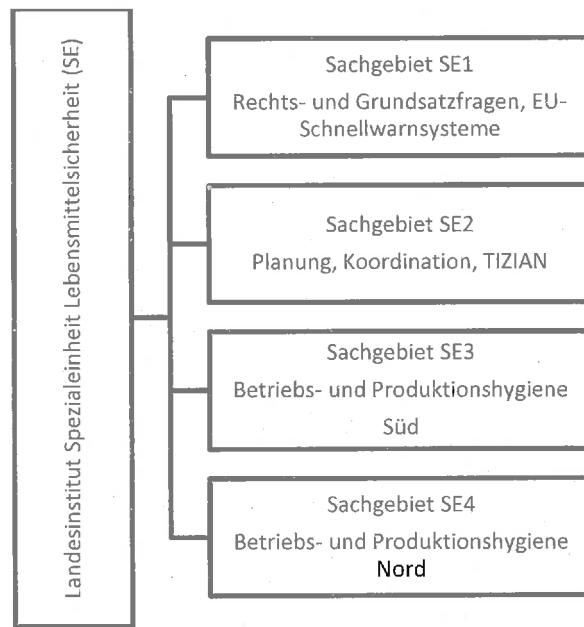 Landesinstitut Spezialeinheit Lebensmittelsicherheit (SE)
Sachgebiet SE1
Rechts- und Grundsatzfragen, EU-
Schnellwarnsysteme
Sachgebiet SE2
Planung, Koordination, TIZIAN
Sachgebiet SE3
Betriebs- und Produktionshygiene
Süd
Sachgebiet SE4
Betriebs- und Produktionshygiene
Nord